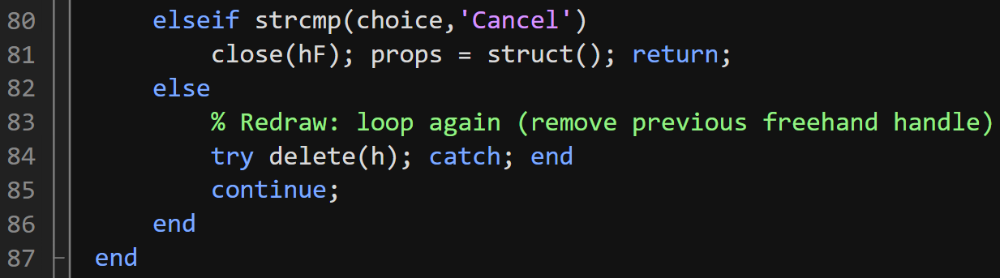 80 elseif strcmp(choice,'Cancel')
81 close(hF); props = struct(); return;
82 else
83 % Redraw: loop again (remove previous freehand handle)
84 try delete(h); catch; end
85 continue;
86 end
87 end